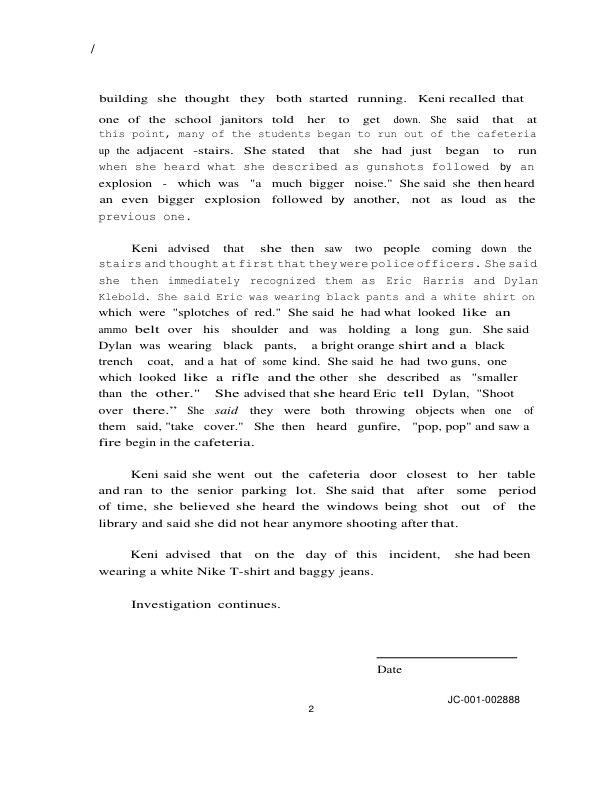 /
building she thought they both started running. Keni recalled that
one of the school janitors told her to get down. She said that at
this point, many of the students began to run out of the cafeteria
up the adjacent -stairs. She stated that she had just began to run
when she heard what she described as gunshots followed by an
explosion - which was "a much bigger noise." She said she then heard
an even bigger explosion followed by another, not as loud as the
previous one.
Keni advised that she then saw two people coming down the
stairs and thought at first that they were police officers. She said
she then immediately recognized them as Eric Harris and Dylan
Klebold. She said Eric was wearing black pants and a white shirt on
which were "splotches of red." She said he had what looked like an
ammo belt over his shoulder and was holding a long gun. She said
Dylan was wearing black pants, a bright orange shirt and a black
trench coat, and a hat of some kind. She said he had two guns, one
which looked like a rifle and the other she described as "smaller
than the other." She advised that she heard Eric tell Dylan, "Shoot
over there.” She said they were both throwing objects when one of
them said, "take cover." She then heard gunfire, "pop, pop" and saw a
fire begin in the cafeteria.
Keni said she went out the cafeteria door closest to her table
and ran to the senior parking lot. She said that after some period
of time, she believed she heard the windows being shot out of the
library and said she did not hear anymore shooting after that.
Keni advised that on the day of this incident, she had been
wearing a white Nike T-shirt and baggy jeans.
Investigation continues.
Date
JC-001-002888
2